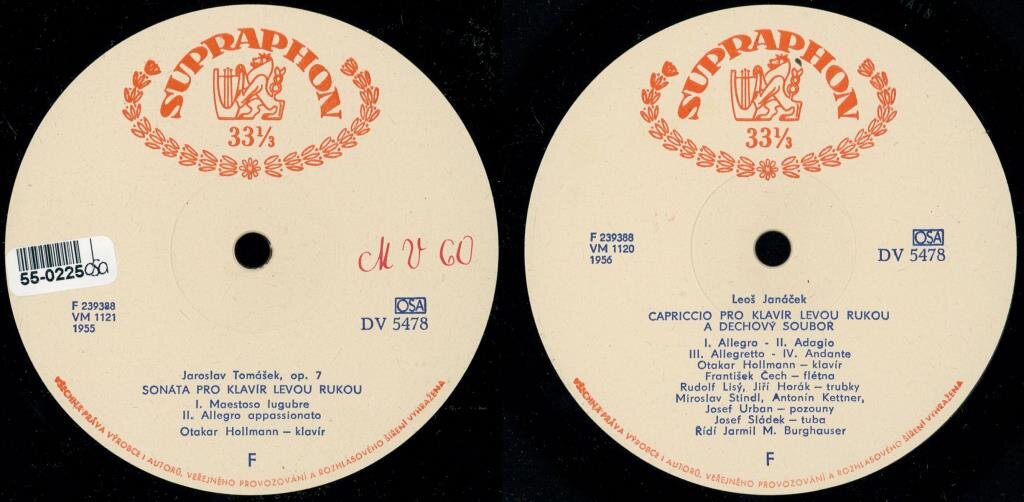 SUPRAPHON
33⅓
M V 60
55-0225
osa
F 239388
VM 1121
1955
OSA
DV 5478
Jaroslav Tomášek, op. 7
SONÁTA PRO KLAVÍR LEVOU RUKOU
I. Maestoso lugubre
II. Allegro appassionato
Otakar Hollmann – klavír
F
VŠECHNA PRÁVA VÝROBCE I AUTORŮ, VEŘEJNÉHO PROVOZOVÁNÍ A ROZHLASOVÉHO ŠÍŘENÍ VYHRAŽENA
SUPRAPHON
33⅓
F 239388
VM 1120
1956
OSA
DV 5478
Leoš Janáček
CAPRICCIO PRO KLAVÍR LEVOU RUKOU
A DECHOVÝ SOUBOR
I. Allegro - II. Adagio
III. Allegretto - IV. Andante
Otakar Hollmann – klavír
František Čech – flétna
Rudolf Lisý, Jiří Horák – trubky
Miroslav Stindl, Antonín Kettner,
Josef Urban – pozouny
Josef Sládek – tuba
Řídí Jarmil M. Burghauser
F
VŠECHNA PRÁVA VÝROBCE I AUTORŮ, VEŘEJNÉHO PROVOZOVÁNÍ A ROZHLASOVÉHO ŠÍŘENÍ VYHRAŽENA